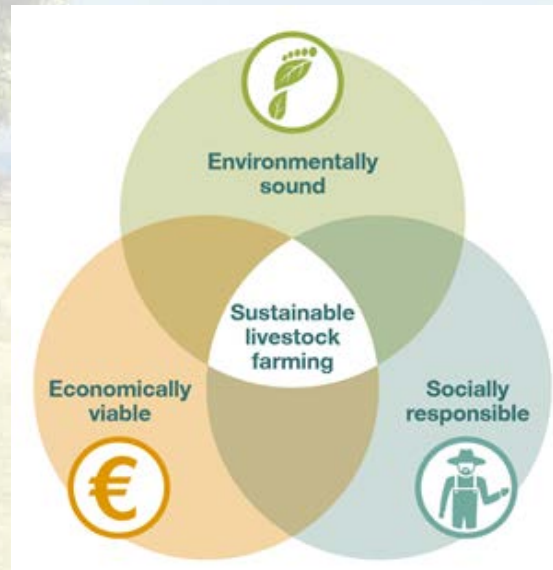 Environmentally
sound
Sustainable
livestock
farming
Economically
viable
Socially
responsible
€